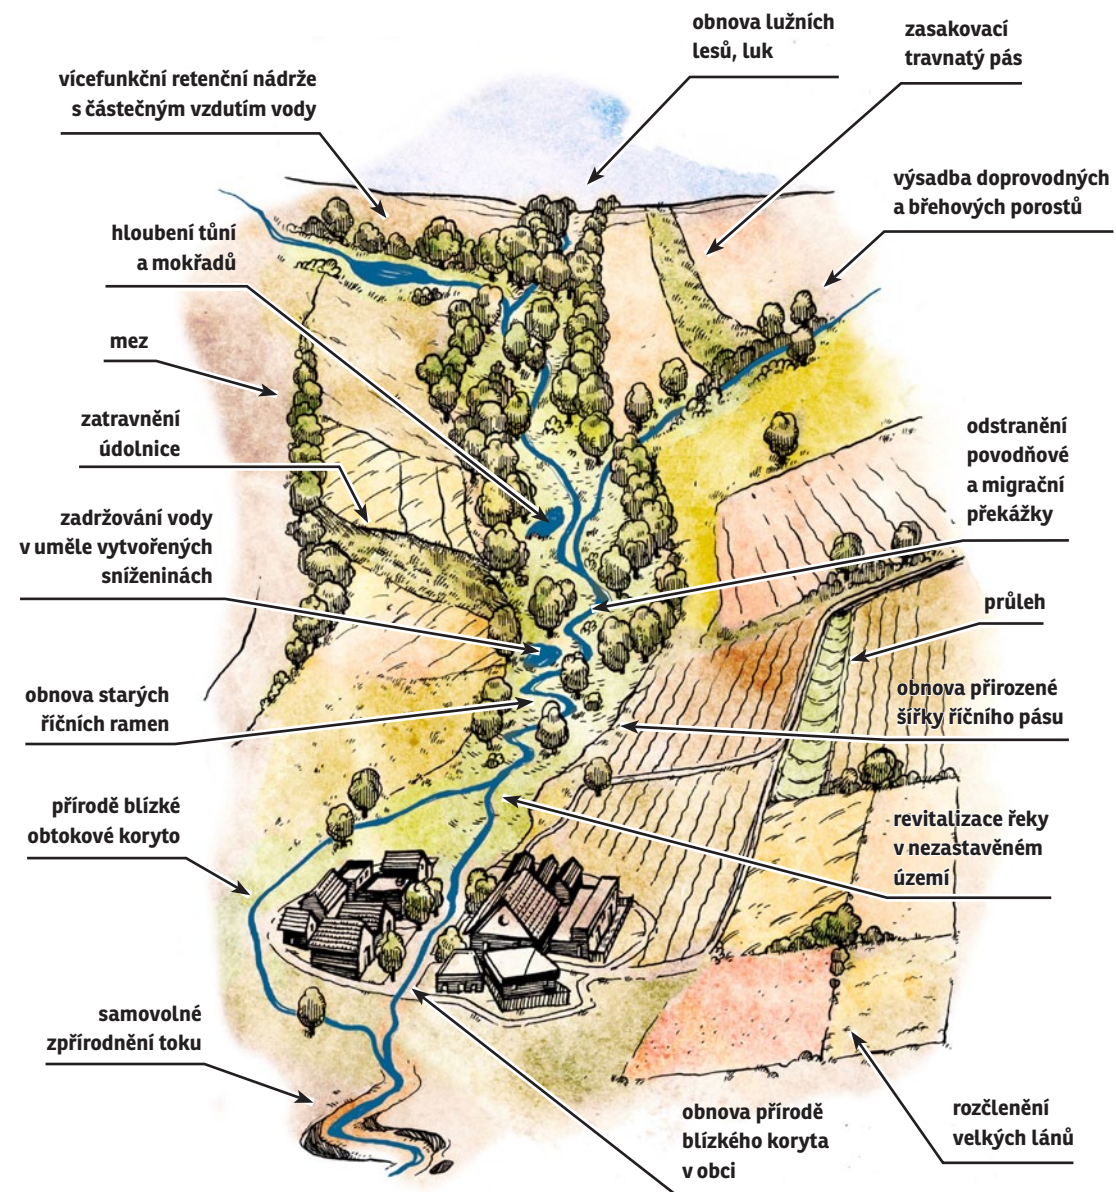 obnova lužních
lesů, luk
zasakovací
travnatý pás
vícefunkční retenční nádrže
s částečným vzdutím vody
výsadba doprovodných
a břehových porostů
hloubení tůní
a mokřadů
mez
zatravnění
údolnice
odstranění
povodňové
a migrační
překážky
zadržování vody
v uměle vytvořených
sníženinách
průleh
obnova starých
říčních ramen
obnova přirozené
šířky říčního pásu
přírodě blízké
obtokové koryto
revitalizace řeky
v nezastavěném
území
samovolné
zpřírodnění toku
obnova přírodě
blízkého koryta
v obci
rozčlenění
velkých lánů